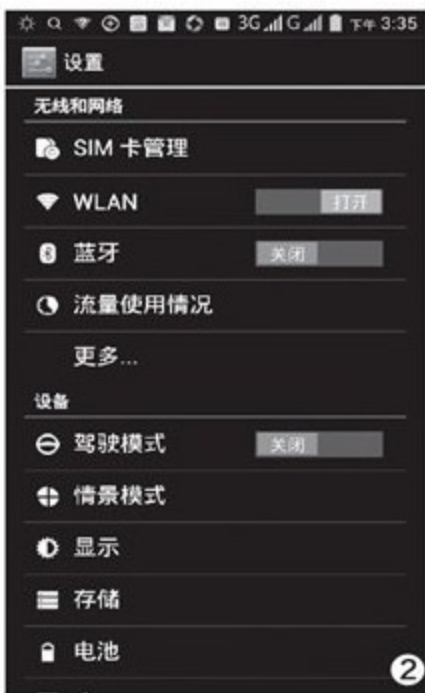 3G G 下午 3:35
设置
无线和网络
SIM 卡管理
WLAN 打开
蓝牙 关闭
流量使用情况
更多...
设备
驾驶模式 关闭
情景模式
显示
存储
电池
②